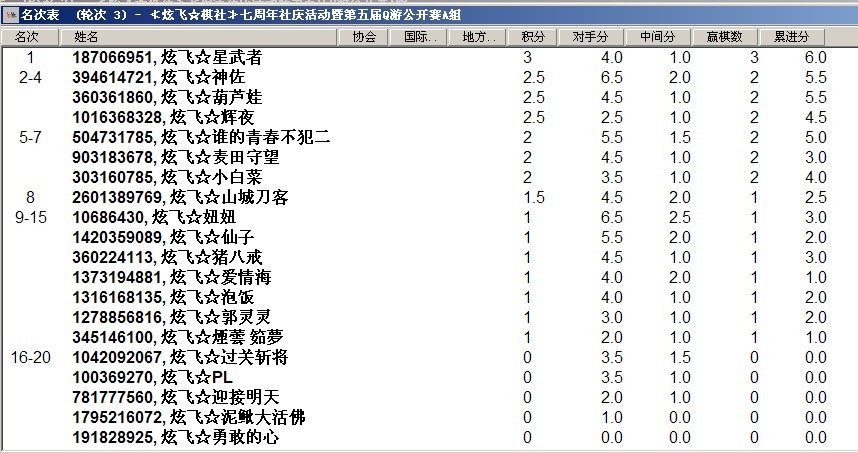 名次表 (轮次 3) - ≮炫飞☆棋社≯七周年社庆活动暨第五届Q游公开赛A组
名次 姓名 协会 国际.. 地方.. 积分 对手分 中间分 赢棋数 累进分
1 187066951, 炫飞☆星武者 3 4.0 1.0 3 6.0
2-4 394614721, 炫飞☆神佐 2.5 6.5 2.0 2 5.5
360361860, 炫飞☆葫芦娃 2.5 4.5 1.0 2 5.5
1016368328, 炫飞☆辉夜 2.5 2.5 1.0 2 4.5
5-7 504731785, 炫飞☆谁的青春不犯二 2 5.5 1.5 2 5.0
903183678, 炫飞☆麦田守望 2 4.5 1.0 2 3.0
303160785, 炫飞☆小白菜 2 3.5 1.0 2 4.0
8 2601389769, 炫飞☆山城刀客 1.5 4.5 2.0 1 2.5
9-15 10686430, 炫飞☆妞妞 1 6.5 2.5 1 3.0
1420359089, 炫飞☆仙子 1 5.5 2.0 1 2.0
360224113, 炫飞☆猪八戒 1 4.5 1.0 1 3.0
1373194881, 炫飞☆爱情海 1 4.0 2.0 1 1.0
1316168135, 炫飞☆泡饭 1 4.0 1.0 1 2.0
1278856816, 炫飞☆郭灵灵 1 3.0 1.0 1 2.0
345146100, 炫飞☆煙蕓 筎夢 1 2.0 1.0 1 1.0
16-20 1042092067, 炫飞☆过关斩将 0 3.5 1.5 0 0.0
100369270, 炫飞☆PL 0 3.5 1.0 0 0.0
781777560, 炫飞☆迎接明天 0 2.0 1.0 0 0.0
1795216072, 炫飞☆泥鳅大活佛 0 1.0 0.0 0 0.0
191828925, 炫飞☆勇敢的心 0 0.0 0.0 0 0.0